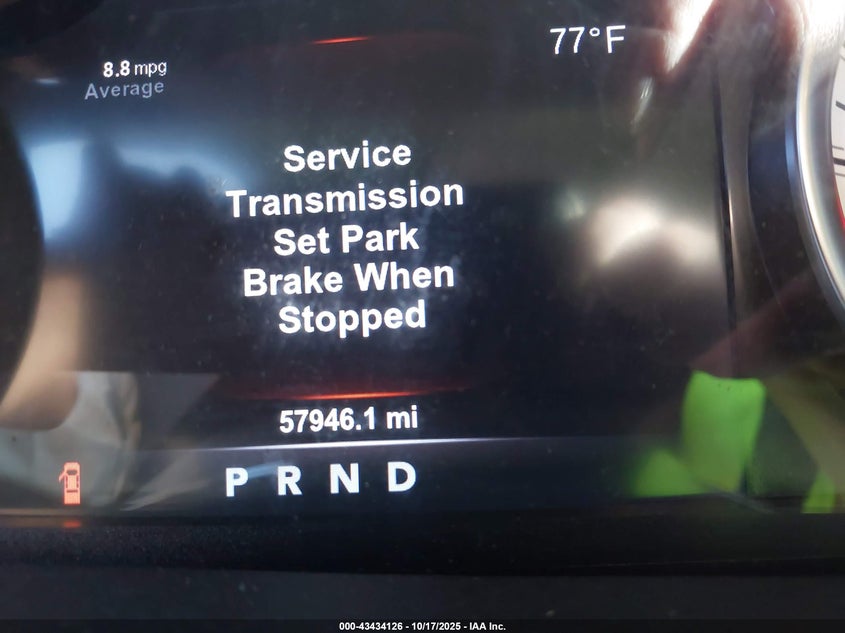 77°F
8.8 mpg
Average
Service
Transmission
Set Park
Brake When
Stopped
57946.1 mi
P R N D
000-43434126 - 10/17/2025 - IAA Inc.